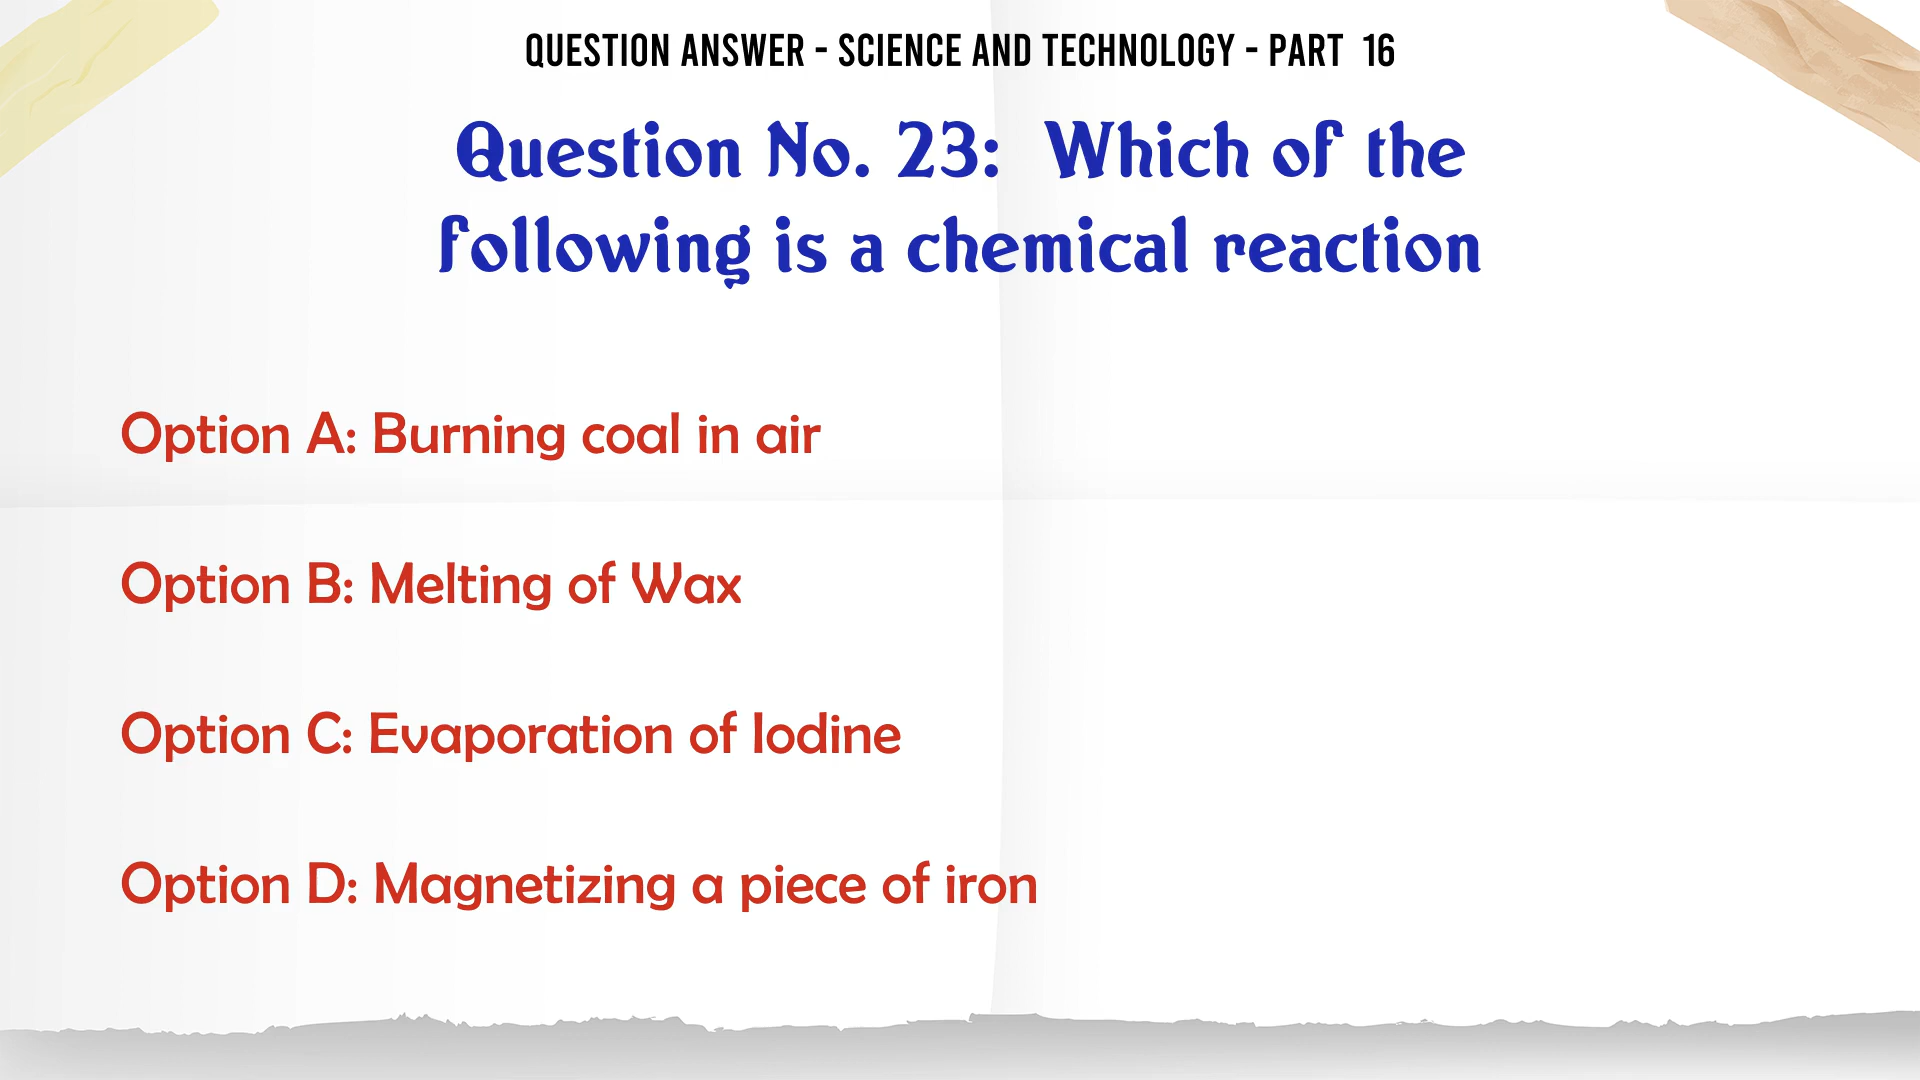 QUESTION ANSWER - SCIENCE AND TECHNOLOGY - PART 16
Question No. 23: Which of the
following is a chemical reaction
Option A: Burning coal in air
Option B: Melting of Wax
Option C: Evaporation of Iodine
Option D: Magnetizing a piece of iron